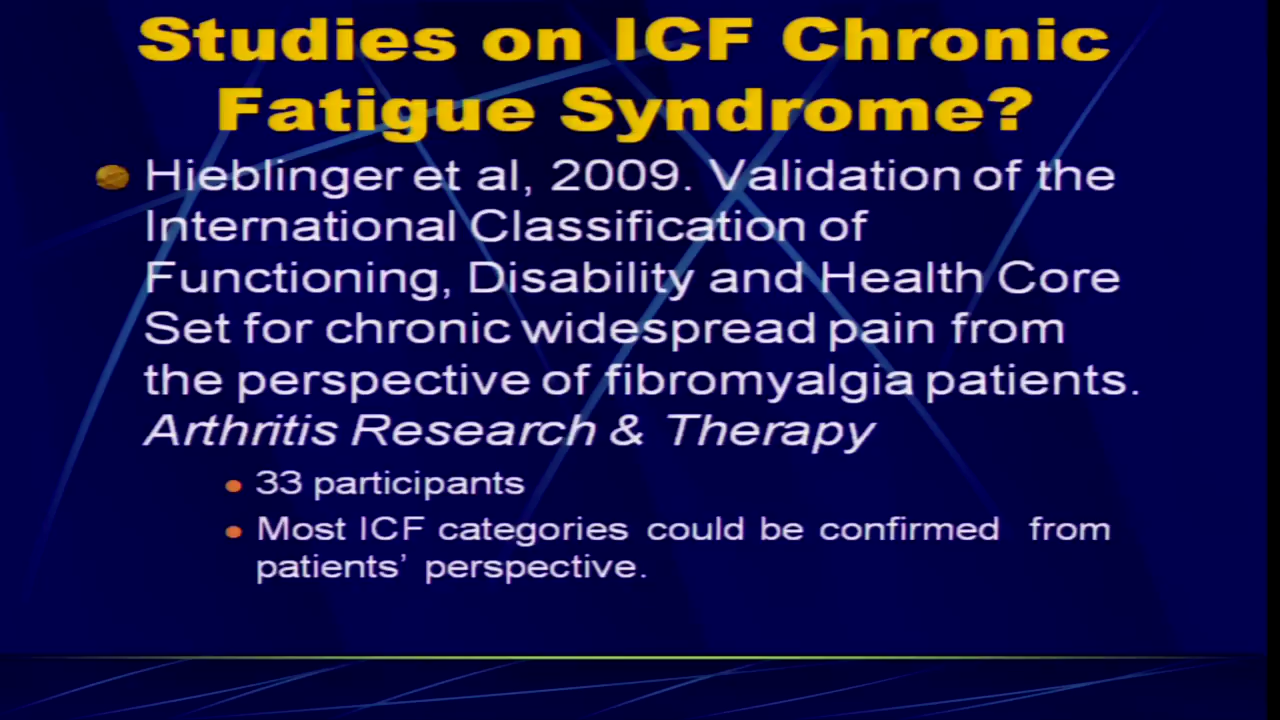 Studies on ICF Chronic
Fatigue Syndrome?
Hieblinger et al, 2009. Validation of the
International Classification of
Functioning, Disability and Health Core
Set for chronic widespread pain from
the perspective of fibromyalgia patients.
Arthritis Research & Therapy
33 participants
Most ICF categories could be confirmed from
patients’ perspective.